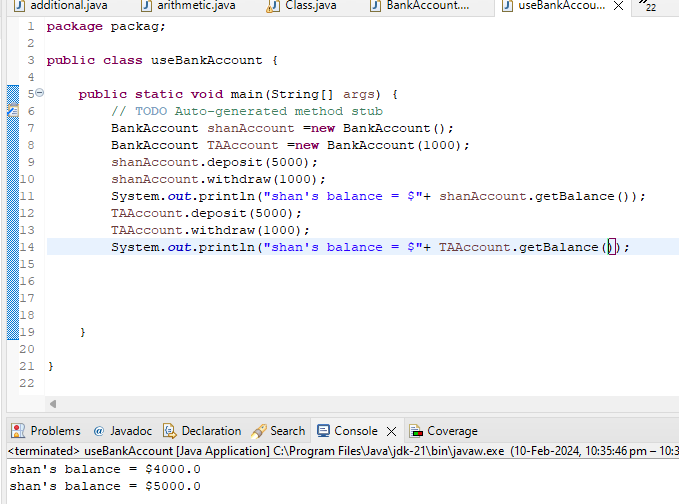 additional.java arithmetic.java Class.java BankAccount.... useBankAccou... 22
1 package packag;
2
3 public class useBankAccount {
4
5 public static void main(String[] args) {
6 // TODO Auto-generated method stub
7 BankAccount shanAccount =new BankAccount();
8 BankAccount TAAccount =new BankAccount(1000);
9 shanAccount.deposit(5000);
10 shanAccount.withdraw(1000);
11 System.out.println("shan's balance = $"+ shanAccount.getBalance());
12 TAAccount.deposit(5000);
13 TAAccount.withdraw(1000);
14 System.out.println("shan's balance = $"+ TAAccount.getBalance());
15
16
17
18
19 }
20
21 }
22
Problems @ Javadoc Declaration Search Console Coverage
<terminated> useBankAccount [Java Application] C:\Program Files\Java\jdk-21\bin\javaw.exe (10-Feb-2024, 10:35:46 pm – 10:3
shan's balance = $4000.0
shan's balance = $5000.0